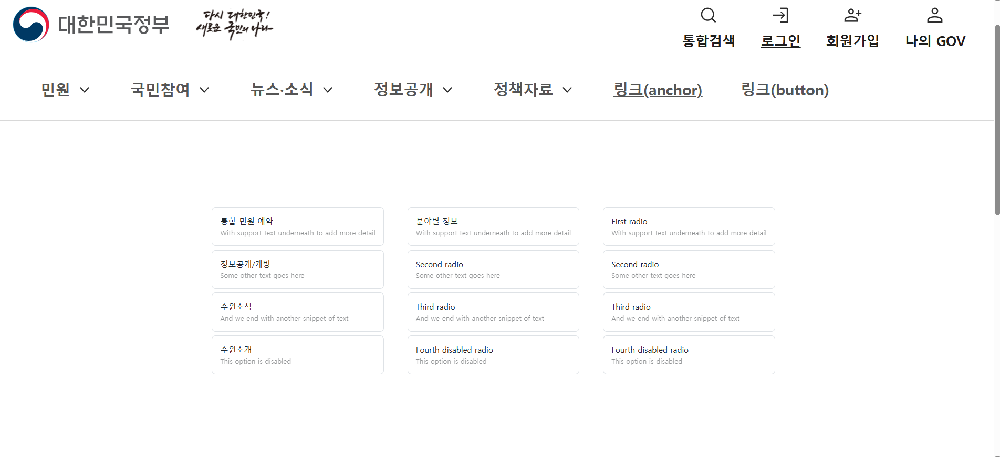 대한민국정부
다시 대한민국!
새로운 국민의 나라
통합검색
로그인
회원가입
나의 GOV
민원
국민참여
뉴스·소식
정보공개
정책자료
링크(anchor)
링크(button)
통합 민원 예약
With support text underneath to add more detail
정보공개/개방
Some other text goes here
수원소식
And we end with another snippet of text
수원소개
This option is disabled
분야별 정보
With support text underneath to add more detail
Second radio
Some other text goes here
Third radio
And we end with another snippet of text
Fourth disabled radio
This option is disabled
First radio
With support text underneath to add more detail
Second radio
Some other text goes here
Third radio
And we end with another snippet of text
Fourth disabled radio
This option is disabled